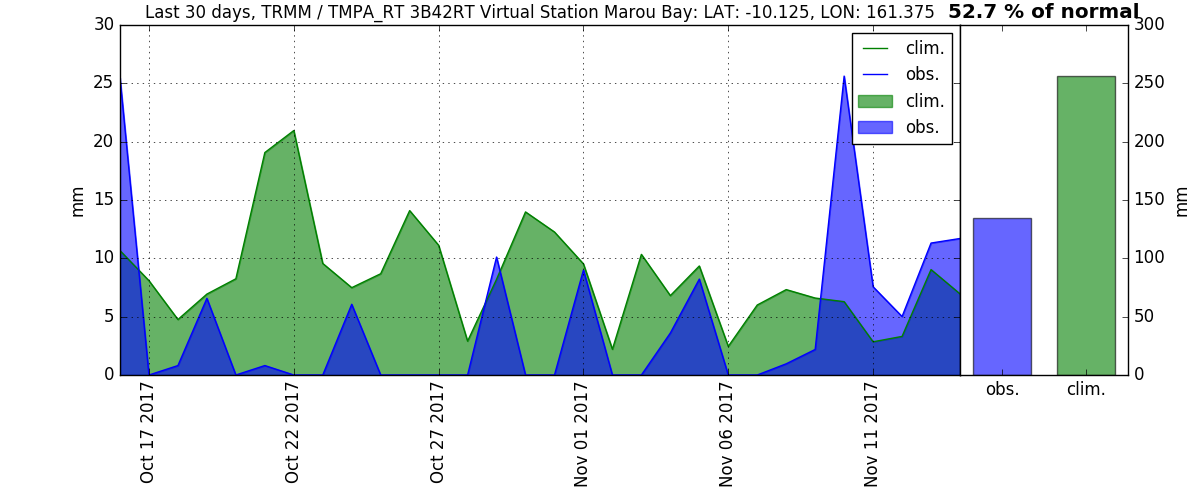 Last 30 days, TRMM / TMPA_RT 3B42RT Virtual Station Marou Bay: LAT: -10.125, LON: 161.375 52.7 % of normal
30
25
20
15
10
5
0
mm
clim.
obs.
clim.
obs.
300
250
200
150
100
50
0
mm
obs. clim.
Oct 17 2017
Oct 22 2017
Oct 27 2017
Nov 01 2017
Nov 06 2017
Nov 11 2017